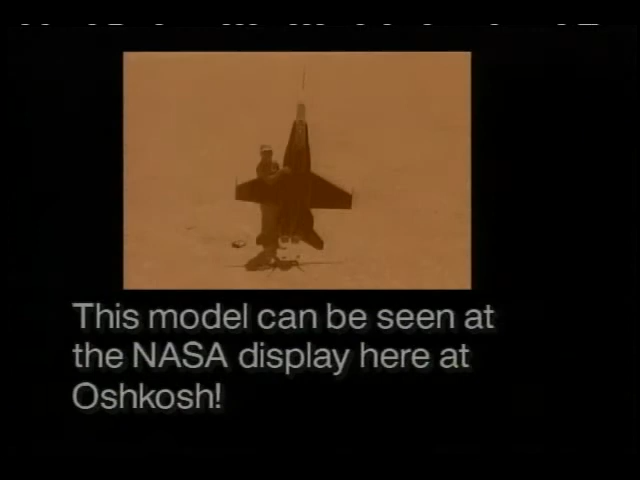 This model can be seen at
the NASA display here at
Oshkosh!